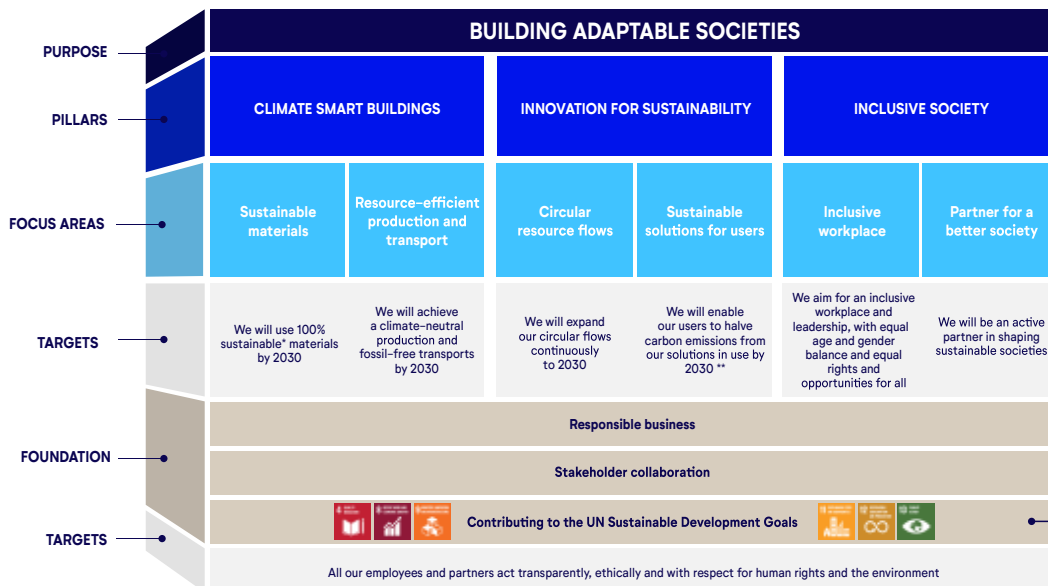 BUILDING ADAPTABLE SOCIETIES
PURPOSE
PILLARS
CLIMATE SMART BUILDINGS
INNOVATION FOR SUSTAINABILITY
INCLUSIVE SOCIETY
FOCUS AREAS
Sustainable
materials
Resource–efficient
production and
transport
Circular
resource flows
Sustainable
solutions for users
Inclusive
workplace
Partner for a
better society
TARGETS
We will use 100%
sustainable* materials
by 2030
We will achieve
a climate–neutral
production and
fossil–free transports
by 2030
We will expand
our circular flows
continuously
to 2030
We will enable
our users to halve
carbon emissions from
our solutions in use by
2030 **
We aim for an inclusive
workplace and
leadership, with equal
age and gender
balance and equal
rights and
opportunities for all
We will be an active
partner in shaping
sustainable societies
FOUNDATION
Responsible business
Stakeholder collaboration
Contributing to the UN Sustainable Development Goals
TARGETS
All our employees and partners act transparently, ethically and with respect for human rights and the environment